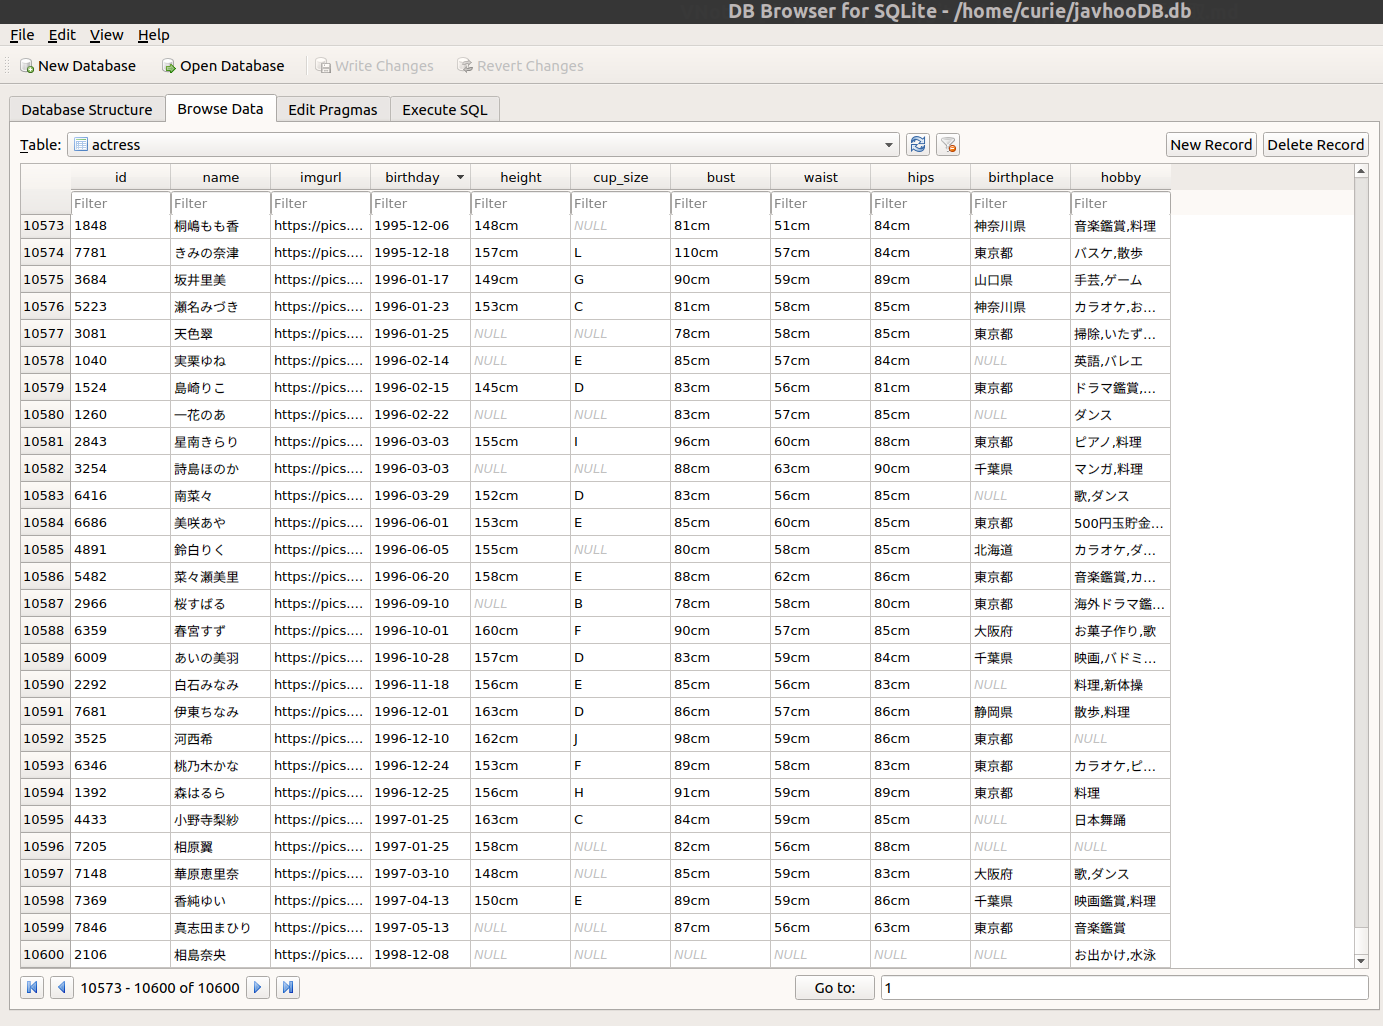 DB Browser for SQLite - /home/curie/javhooDB.db
File Edit View Help
New Database Open Database Write Changes Revert Changes
Database Structure Browse Data Edit Pragmas Execute SQL
Table: actress New Record Delete Record
id name imgurl birthday height cup_size bust waist hips birthplace hobby
Filter Filter Filter Filter Filter Filter Filter Filter Filter Filter Filter
10573 1848 桐嶋もも香 https://pics.... 1995-12-06 148cm NULL 81cm 51cm 84cm 神奈川県 音楽鑑賞,料理
10574 7781 きみの奈津 https://pics.... 1995-12-18 157cm L 110cm 57cm 84cm 東京都 バスケ,散歩
10575 3684 坂井里美 https://pics.... 1996-01-17 149cm G 90cm 59cm 89cm 山口県 手芸,ゲーム
10576 5223 瀬名みづき https://pics.... 1996-01-23 153cm C 81cm 58cm 85cm 神奈川県 カラオケ,お...
10577 3081 天色翠 https://pics.... 1996-01-25 NULL NULL 78cm 58cm 85cm 東京都 掃除,いたず...
10578 1040 実栗ゆね https://pics.... 1996-02-14 NULL E 85cm 57cm 84cm NULL 英語,バレエ
10579 1524 島崎りこ https://pics.... 1996-02-15 145cm D 83cm 56cm 81cm 東京都 ドラマ鑑賞,...
10580 1260 一花のあ https://pics.... 1996-02-22 NULL NULL 83cm 57cm 85cm NULL ダンス
10581 2843 星南きらり https://pics.... 1996-03-03 155cm I 96cm 60cm 88cm 東京都 ピアノ,料理
10582 3254 詩島ほのか https://pics.... 1996-03-03 NULL NULL 88cm 63cm 90cm 千葉県 マンガ,料理
10583 6416 南菜々 https://pics.... 1996-03-29 152cm D 83cm 56cm 85cm NULL 歌,ダンス
10584 6686 美咲あや https://pics.... 1996-06-01 153cm E 85cm 60cm 85cm 東京都 500円玉貯金...
10585 4891 鈴白りく https://pics.... 1996-06-05 155cm NULL 80cm 58cm 85cm 北海道 カラオケ,ダ...
10586 5482 菜々瀬美里 https://pics.... 1996-06-20 158cm E 88cm 62cm 86cm 東京都 音楽鑑賞,カ...
10587 2966 桜すばる https://pics.... 1996-09-10 NULL B 78cm 58cm 80cm 東京都 海外ドラマ鑑...
10588 6359 春宮すず https://pics.... 1996-10-01 160cm F 90cm 57cm 85cm 大阪府 お菓子作り,歌
10589 6009 あいの美羽 https://pics.... 1996-10-28 157cm D 83cm 59cm 84cm 千葉県 映画,バドミ...
10590 2292 白石みなみ https://pics.... 1996-11-18 156cm E 85cm 56cm 83cm NULL 料理,新体操
10591 7681 伊東ちなみ https://pics.... 1996-12-01 163cm D 86cm 57cm 86cm 静岡県 散歩,料理
10592 3525 河西希 https://pics.... 1996-12-10 162cm J 98cm 59cm 86cm 東京都 NULL
10593 6346 桃乃木かな https://pics.... 1996-12-24 153cm F 89cm 58cm 83cm 東京都 カラオケ,ピ...
10594 1392 森はるら https://pics.... 1996-12-25 156cm H 91cm 59cm 89cm 東京都 料理
10595 4433 小野寺梨紗 https://pics.... 1997-01-25 163cm C 84cm 59cm 85cm NULL 日本舞踊
10596 7205 相原翼 https://pics.... 1997-01-25 158cm NULL 82cm 56cm 88cm NULL NULL
10597 7148 華原恵里奈 https://pics.... 1997-03-10 148cm NULL 85cm 59cm 83cm 大阪府 歌,ダンス
10598 7369 香純ゆい https://pics.... 1997-04-13 150cm E 89cm 59cm 86cm 千葉県 映画鑑賞,料理
10599 7846 真志田まひり https://pics.... 1997-05-13 NULL NULL 87cm 56cm 63cm 東京都 音楽鑑賞
10600 2106 相島奈央 https://pics.... 1998-12-08 NULL NULL NULL NULL NULL NULL お出かけ,水泳
10573 - 10600 of 10600 Go to: 1